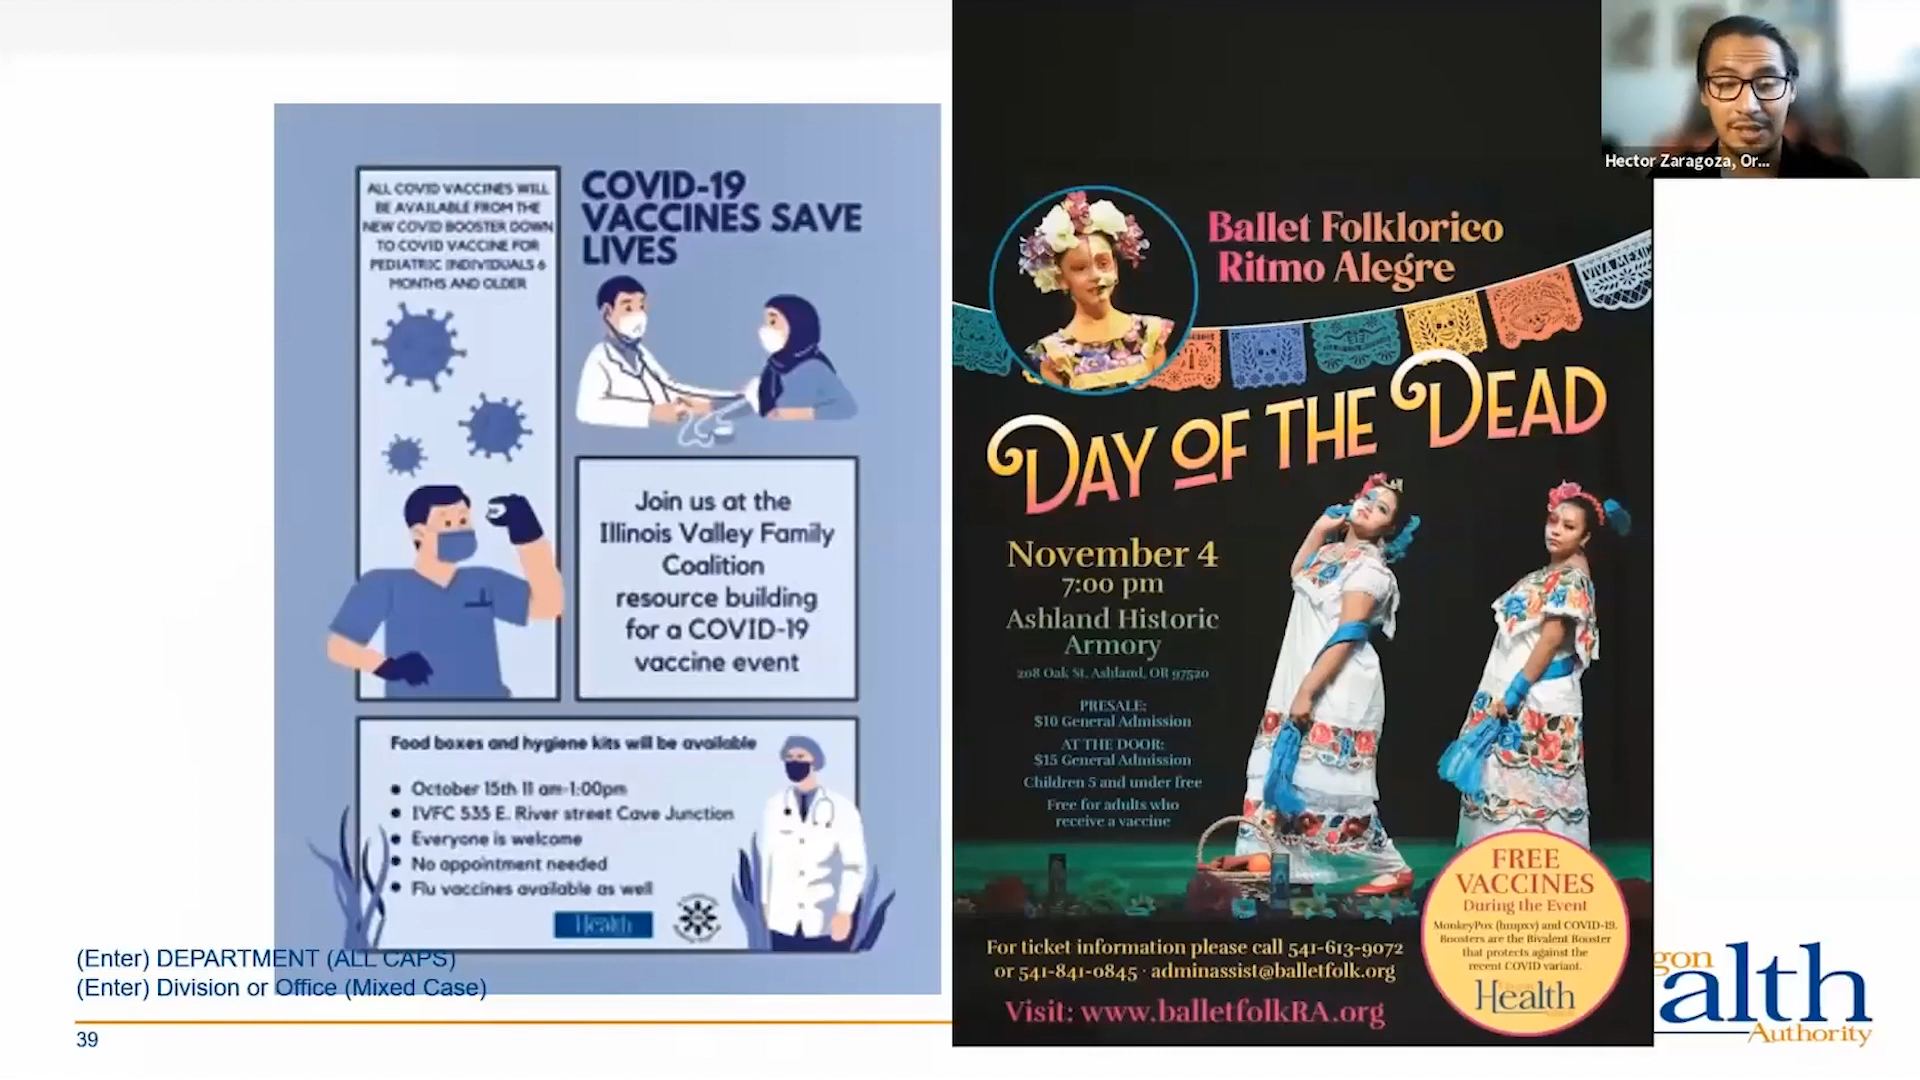 ALL COVID VACCINES WILL
BE AVAILABLE FROM THE
NEW COVID BOOSTER DOWN
TO COVID VACCINE FOR
PEDIATRIC INDIVIDUALS 6
MONTHS AND OLDER
COVID-19
VACCINES SAVE
LIVES
Join us at the
Illinois Valley Family
Coalition
resource building
for a COVID-19
vaccine event
Food boxes and hygiene kits will be available
• October 15th 11 am-1:00pm
• IVFC 535 E. River street Cave Junction
• Everyone is welcome
• No appointment needed
• Flu vaccines available as well
Health
(Enter) DEPARTMENT (ALL CAPS)
(Enter) Division or Office (Mixed Case)
39
Ballet Folklorico
Ritmo Alegre
VIVA MEXIC
DAY OF THE DEAD
November 4
7:00 pm
Ashland Historic
Armory
208 Oak St. Ashland, OR 97520
PRESALE:
$10 General Admission
AT THE DOOR:
$15 General Admission
Children 5 and under free
Free for adults who
receive a vaccine
FREE
VACCINES
During the Event
MonkeyPox (hmpxv) and COVID-19.
Boosters are the Bivalent Booster
that protects against the
recent COVID variant.
Health
For ticket information please call 541-613-9072
or 541-841-0845 · adminassist@balletfolk.org
Visit: www.balletfolkRA.org
gon
alth
Authority
Hector Zaragoza, Or...